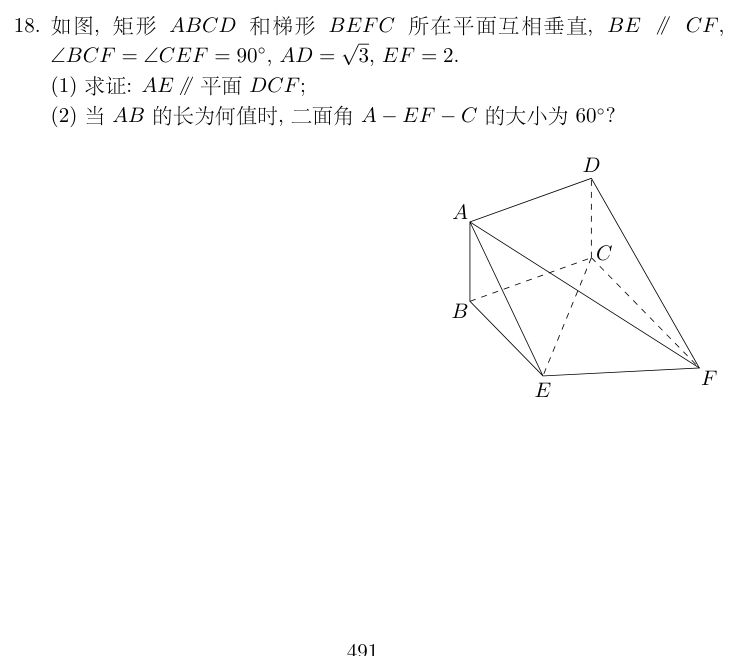 18. 如图, 矩形 ABCD 和梯形 BEFC 所在平面互相垂直, BE ∥ CF,
∠BCF = ∠CEF = 90°, AD = √3, EF = 2.
(1) 求证: AE ∥ 平面 DCF;
(2) 当 AB 的长为何值时, 二面角 A − EF − C 的大小为 60°?
D
A
C
B
F
E
491